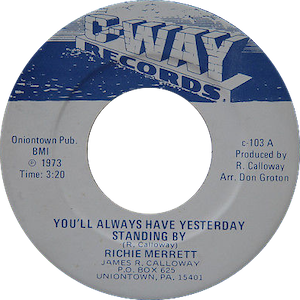 C-WAY
RECORDS
Oniontown Pub.
BMI
℗ 1973
Time: 3:20
c-103 A
Produced by
R. Calloway
Arr. Don Groton
YOU'LL ALWAYS HAVE YESTERDAY
STANDING BY
(R. Calloway)
RICHIE MERRETT
JAMES R. CALLOWAY
P.O. BOX 625
UNIONTOWN, PA. 15401